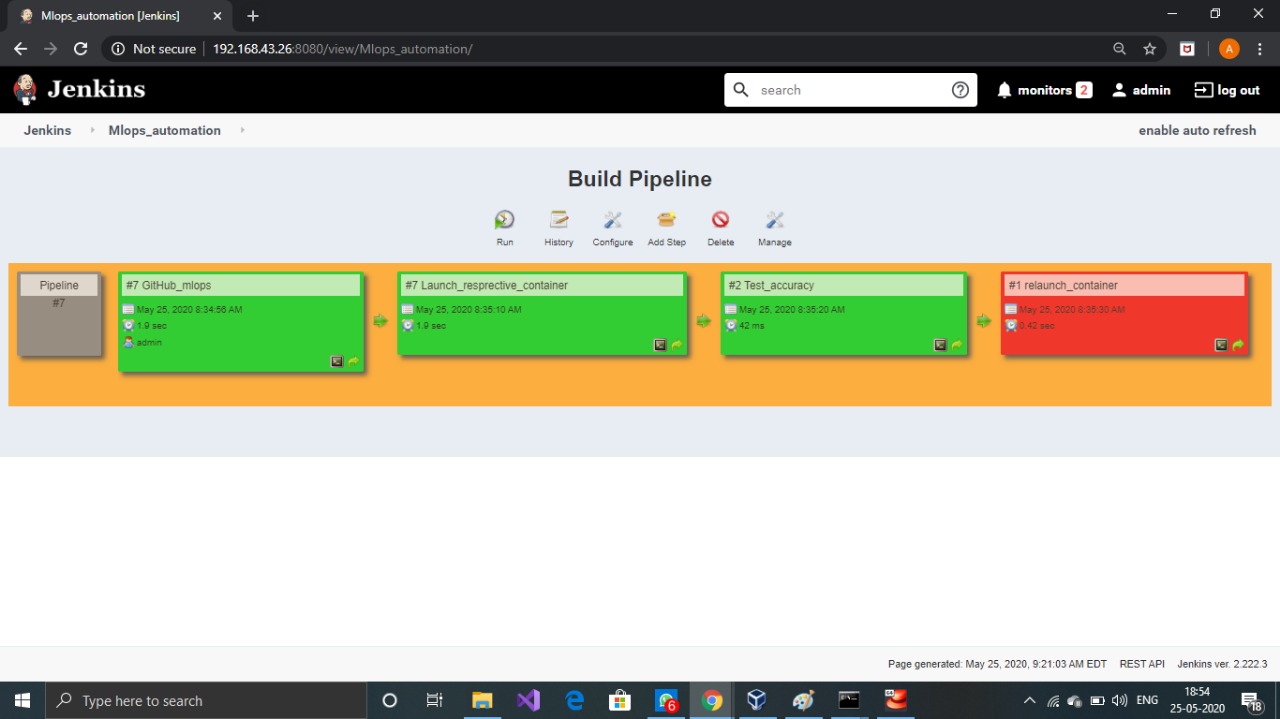 Mlops_automation [Jenkins]
Not secure 192.168.43.26:8080/view/Mlops_automation/
A
Jenkins
search
monitors 2
admin
log out
Jenkins
Mlops_automation
enable auto refresh
Build Pipeline
Run
History
Configure
Add Step
Delete
Manage
Pipeline
#7
#7 GitHub_mlops
May 25, 2020 8:34:56 AM
1.9 sec
admin
#7 Launch_resprective_container
May 25, 2020 8:35:10 AM
1.9 sec
#2 Test_accuracy
May 25, 2020 8:35:20 AM
42 ms
#1 relaunch_container
May 25, 2020 8:35:30 AM
0.42 sec
Page generated: May 25, 2020, 9:21:03 AM EDT
REST API
Jenkins ver. 2.222.3
Type here to search
6
ENG
18:54
25-05-2020
18